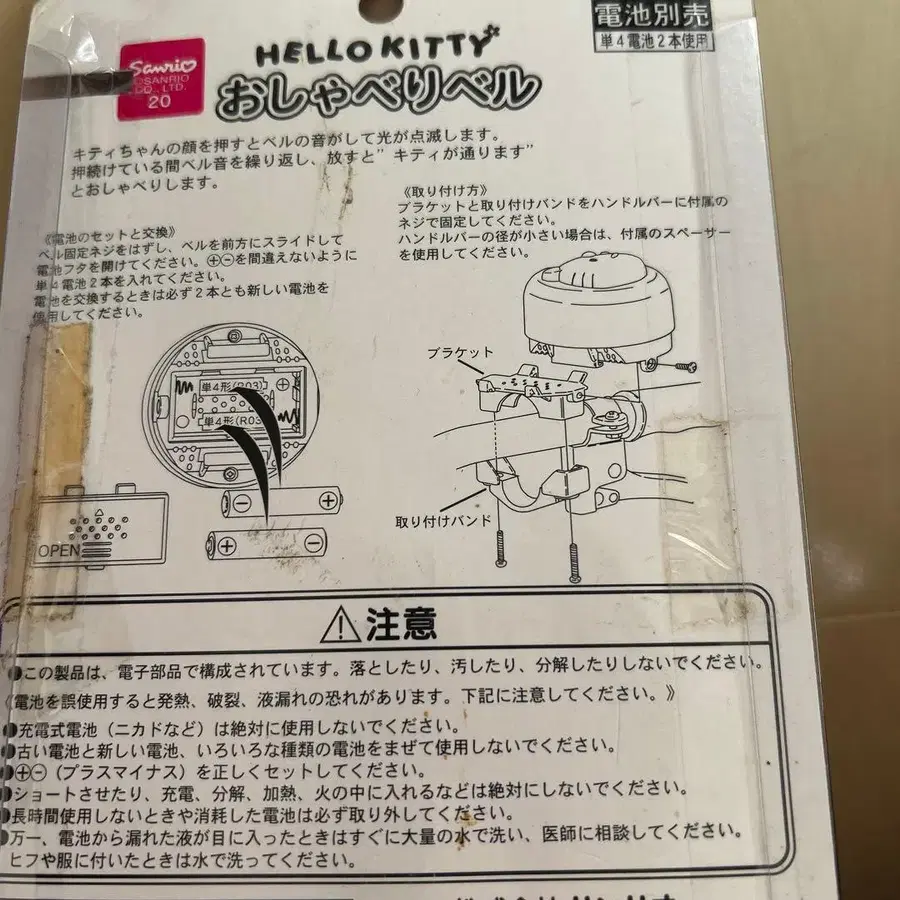 電池別売
単4電池2本使用
Sanrio
©SANRIO
CO., LTD.
20
HELLO KITTY
おしゃべりベル
キティちゃんの顔を押すとベルの音がして光が点滅します。
押続けている間ベル音を繰り返し、放すと”キティが通ります”
とおしゃべりします。
《電池のセットと交換》
ベル固定ネジをはずし、ベルを前方にスライドして
電池フタを開けてください。⊕⊖を間違えないように
単4電池2本を入れてください。
電池を交換するときは必ず2本とも新しい電池を
使用してください。
《取り付け方》
ブラケットと取り付けバンドをハンドルバーに付属の
ネジで固定してください。
ハンドルバーの径が小さい場合は、付属のスペーサー
を使用してください。
単4形(R03)
単4形(R03)
OPEN
ブラケット
取り付けバンド
⚠注意
●この製品は、電子部品で構成されています。落としたり、汚したり、分解したりしないでください。
《電池を誤使用すると発熱、破裂、液漏れの恐れがあります。下記に注意してください。》
●充電式電池（ニカドなど）は絶対に使用しないでください。
●古い電池と新しい電池、いろいろな種類の電池をまぜて使用しないでください。
●⊕⊖（プラスマイナス）を正しくセットしてください。
●ショートさせたり、充電、分解、加熱、火の中に入れるなどは絶対にしないでください。
●長時間使用しないときや消耗した電池は必ず取り外してください。
●万一、電池から漏れた液が目に入ったときはすぐに大量の水で洗い、医師に相談してください。
ヒフや服に付いたときは水で洗ってください。